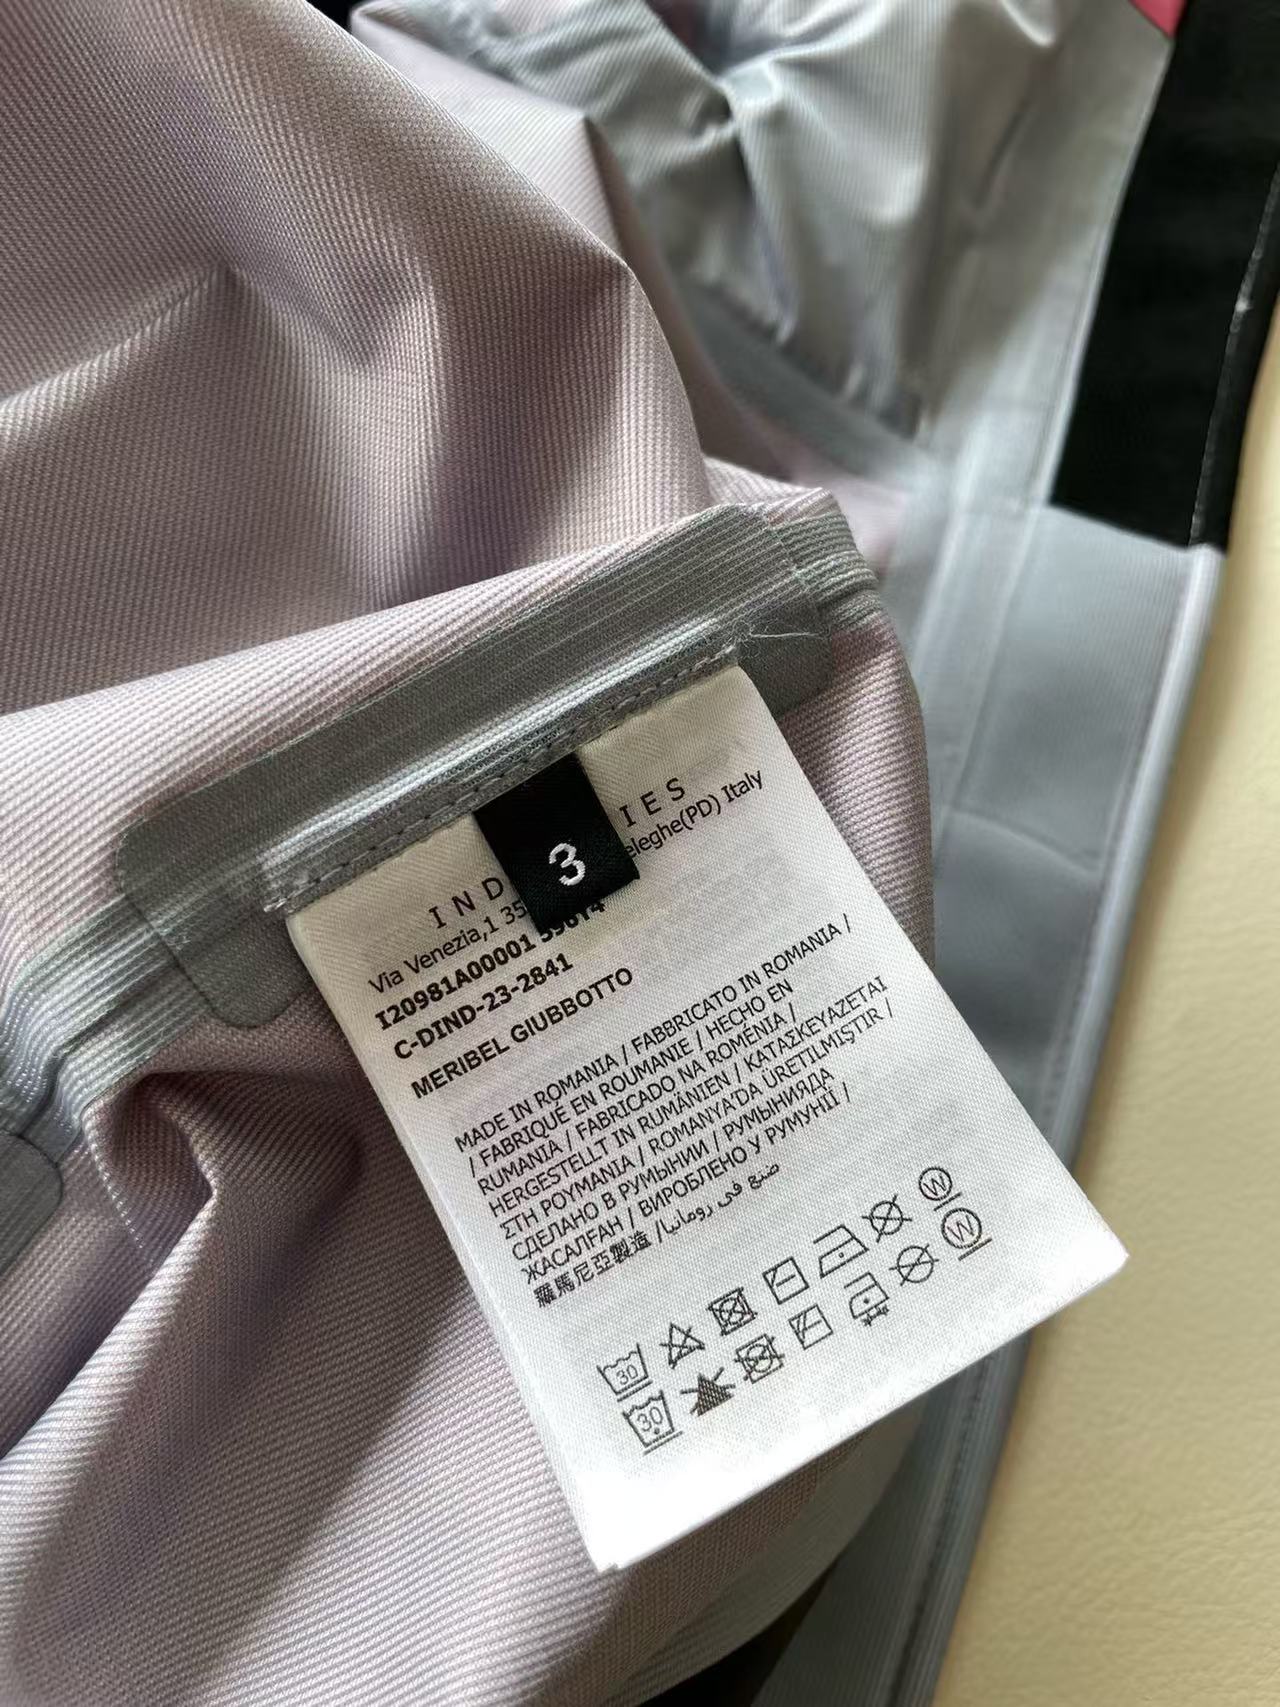 3
IND IES
Via Venezia,1 35 eleghe(PD) Italy
I20981A00001
C-DIND-23-2841
MERIBEL GIUBBOTTO
MADE IN ROMANIA / FABBRICATO IN ROMANIA /
/ FABRIQUÉ EN ROUMANIE / HECHO EN
RUMANIA / FABRICADO NA ROMÉNIA /
HERGESTELLT IN RUMÄNIEN / ΚΑΤΑΣΚΕΥΑΖΕΤΑΙ
ΣΤΗ ΡΟΥΜΑΝΙΑ / ROMANYA'DA ÜRETILMIŞTIR /
СДЕЛАНО В РУМЫНИИ / РУМЫНИЯДА
ЖАСАЛҒАН / ВИРОБЛЕНО У РУМУНІЇ /
羅馬尼亞製造 / صنع في رومانيا
30 W
30 W